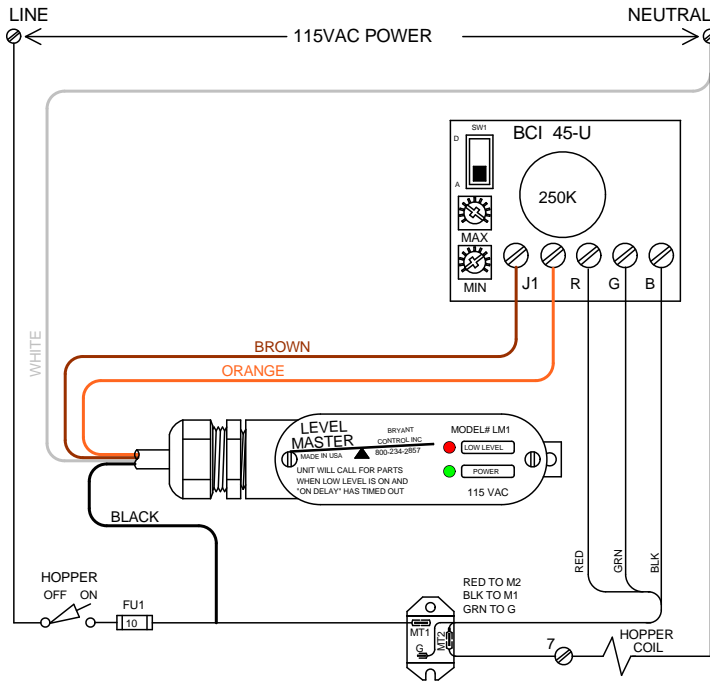 LINE
NEUTRAL
115VAC POWER
SW1
BCI 45-U
D
A
250K
MAX
MIN
J1 R G B
WHITE
BROWN
ORANGE
LEVEL
MASTER
MADE IN USA
BRYANT
CONTROL INC
800-234-2857
MODEL# LM1
LOW LEVEL
POWER
115 VAC
UNIT WILL CALL FOR PARTS
WHEN LOW LEVEL IS ON AND
"ON DELAY" HAS TIMED OUT
BLACK
RED
GRN
BLK
HOPPER
OFF ON
FU1
10
RED TO M2
BLK TO M1
GRN TO G
MT1
MT2
G
7
HOPPER
COIL